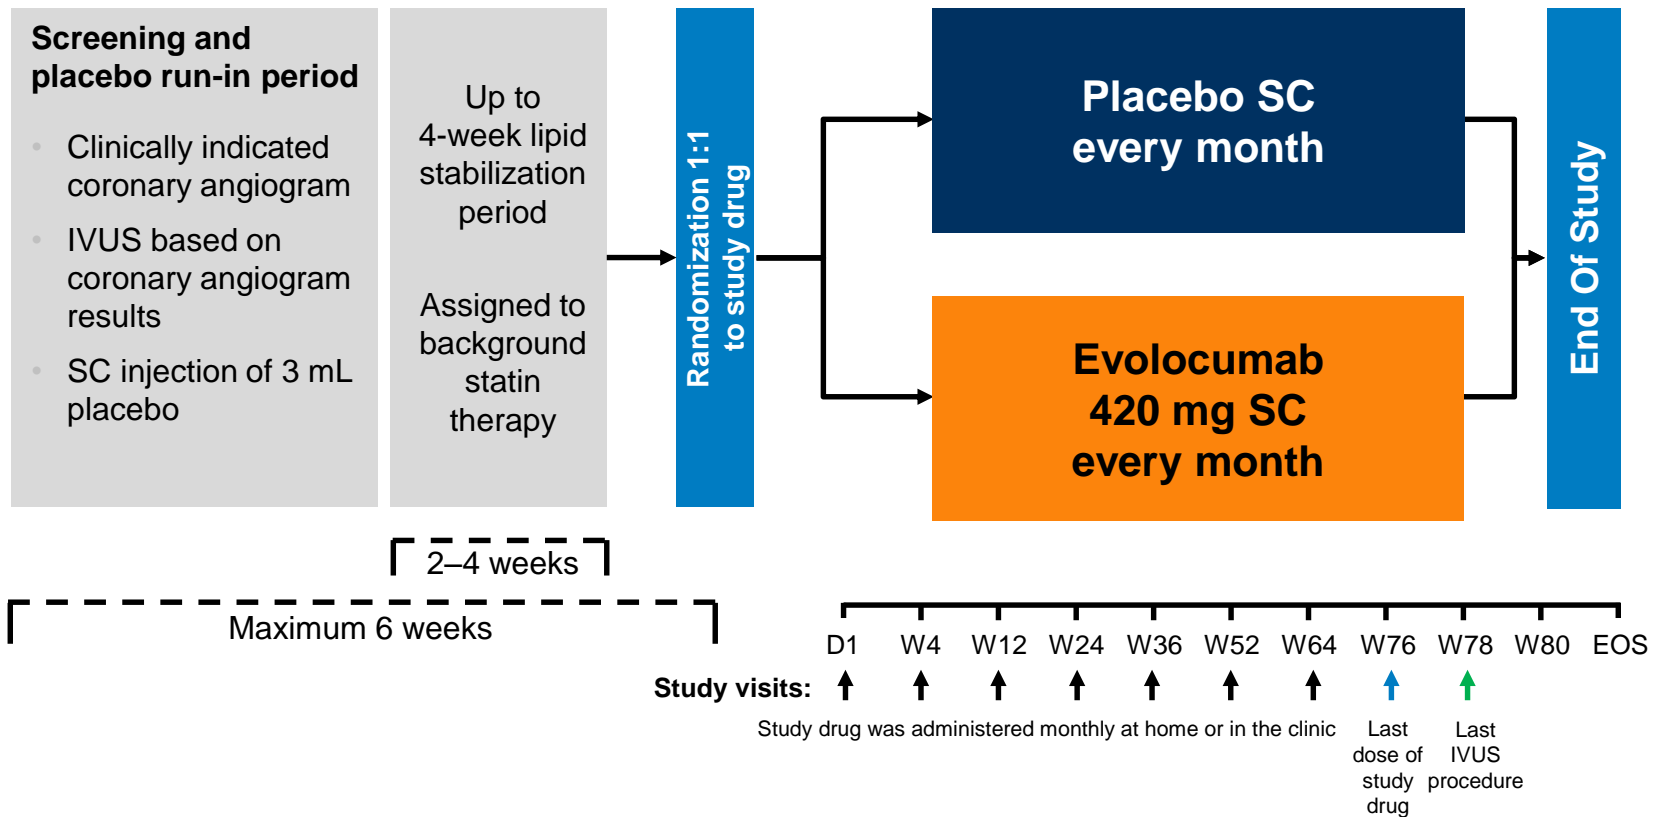 Screening and
placebo run-in period
• Clinically indicated
coronary angiogram
• IVUS based on
coronary angiogram
results
• SC injection of 3 mL
placebo
Up to
4-week lipid
stabilization
period
Assigned to
background
statin
therapy
Randomization 1:1
to study drug
Placebo SC
every month
Evolocumab
420 mg SC
every month
End Of Study
2–4 weeks
Maximum 6 weeks
D1 W4 W12 W24 W36 W52 W64 W76 W78 W80 EOS
Study visits:
Study drug was administered monthly at home or in the clinic
Last
dose of
study
drug
Last
IVUS
procedure